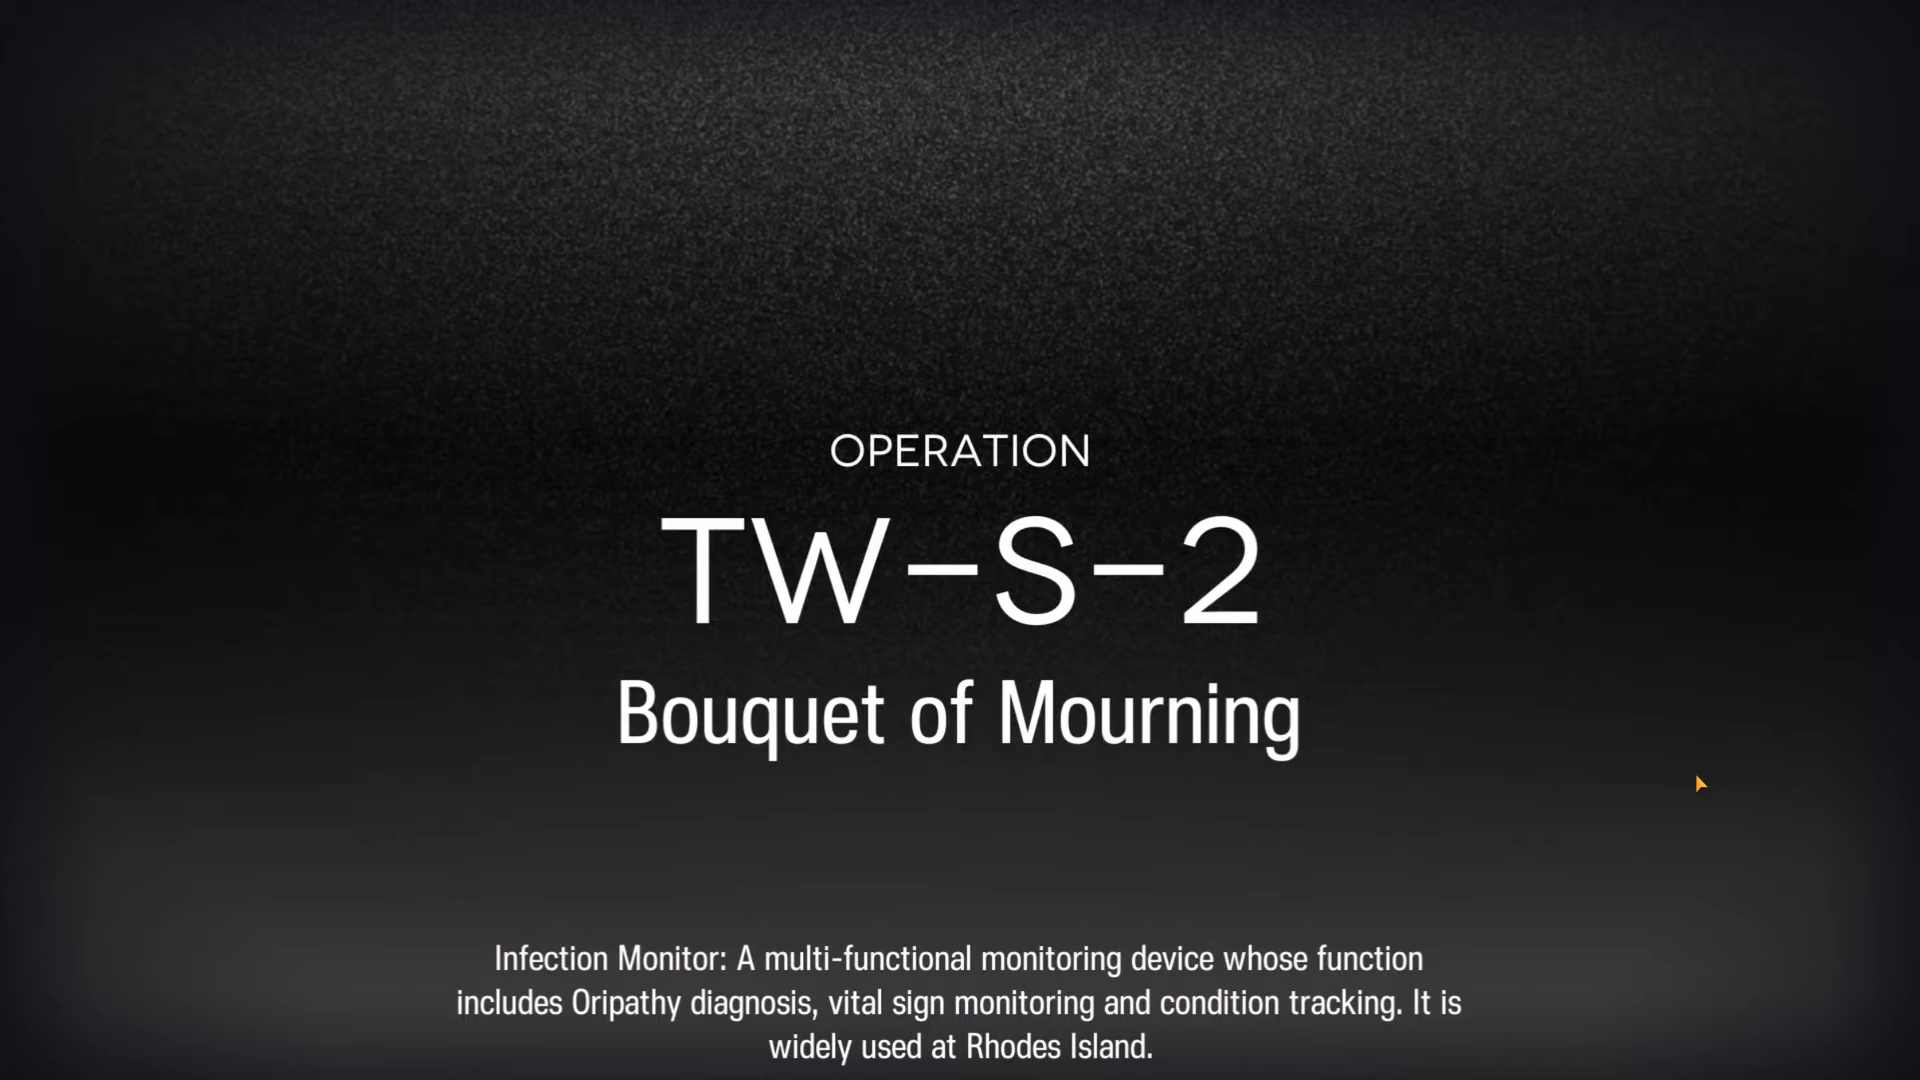 OPERATION
TW-S-2
Bouquet of Mourning
Infection Monitor: A multi-functional monitoring device whose function
includes Oripathy diagnosis, vital sign monitoring and condition tracking. It is
widely used at Rhodes Island.